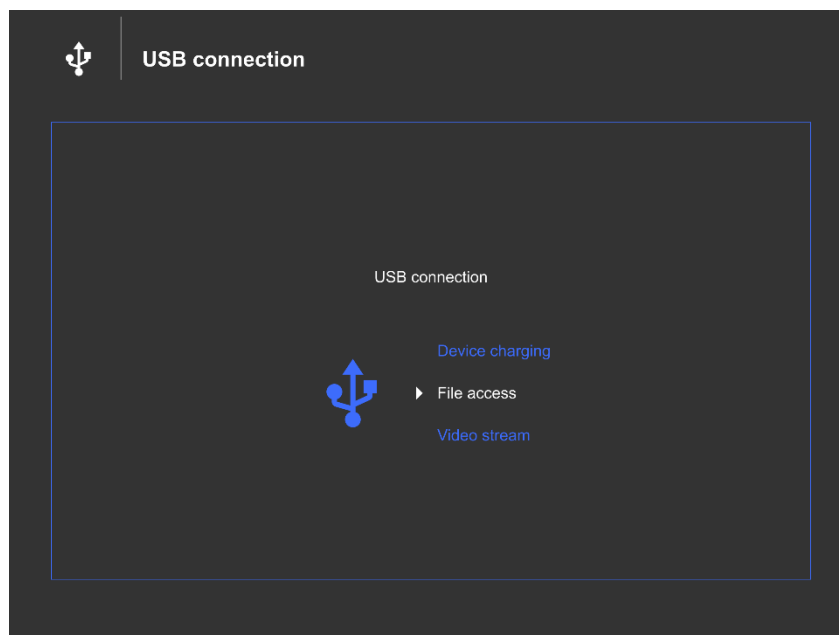 USB connection
USB connection
Device charging
File access
Video stream